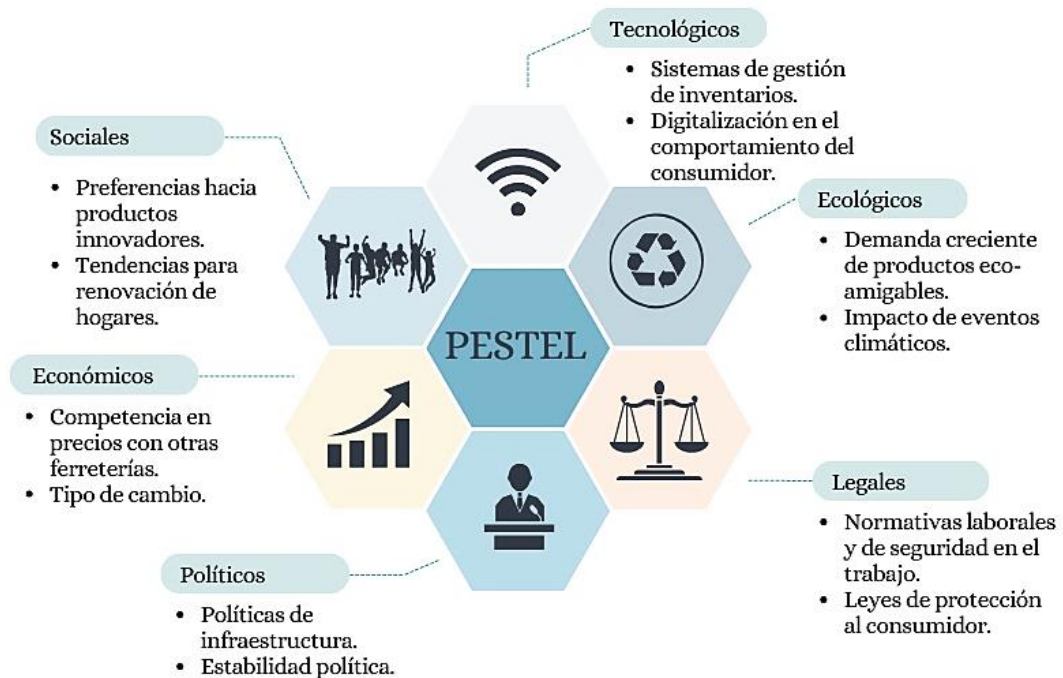 Tecnológicos
• Sistemas de gestión
de inventarios.
• Digitalización en el
comportamiento del
consumidor.
Sociales
• Preferencias hacia
productos
innovadores.
• Tendencias para
renovación de
hogares.
Ecológicos
• Demanda creciente
de productos eco-
amigables.
• Impacto de eventos
climáticos.
PESTEL
Económicos
• Competencia en
precios con otras
ferreterías.
• Tipo de cambio.
Legales
• Normativas laborales
y de seguridad en el
trabajo.
• Leyes de protección
al consumidor.
Políticos
• Políticas de
infraestructura.
• Estabilidad política.